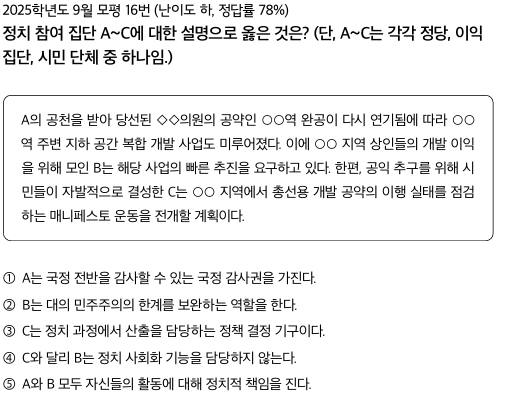 2025학년도 9월 모평 16번 (난이도 하, 정답률 78%)
정치 참여 집단 A~C에 대한 설명으로 옳은 것은? (단, A~C는 각각 정당, 이익
집단, 시민 단체 중 하나임.)
A의 공천을 받아 당선된 ◇◇의원의 공약인 ○○역 완공이 다시 연기됨에 따라 ○○
역 주변 지하 공간 복합 개발 사업도 미루어졌다. 이에 ○○ 지역 상인들의 개발 이익
을 위해 모인 B는 해당 사업의 빠른 추진을 요구하고 있다. 한편, 공익 추구를 위해 시
민들이 자발적으로 결성한 C는 ○○ 지역에서 총선용 개발 공약의 이행 실태를 점검
하는 매니페스토 운동을 전개할 계획이다.
① A는 국정 전반을 감사할 수 있는 국정 감사권을 가진다.
② B는 대의 민주주의의 한계를 보완하는 역할을 한다.
③ C는 정치 과정에서 산출을 담당하는 정책 결정 기구이다.
④ C와 달리 B는 정치 사회화 기능을 담당하지 않는다.
⑤ A와 B 모두 자신들의 활동에 대해 정치적 책임을 진다.